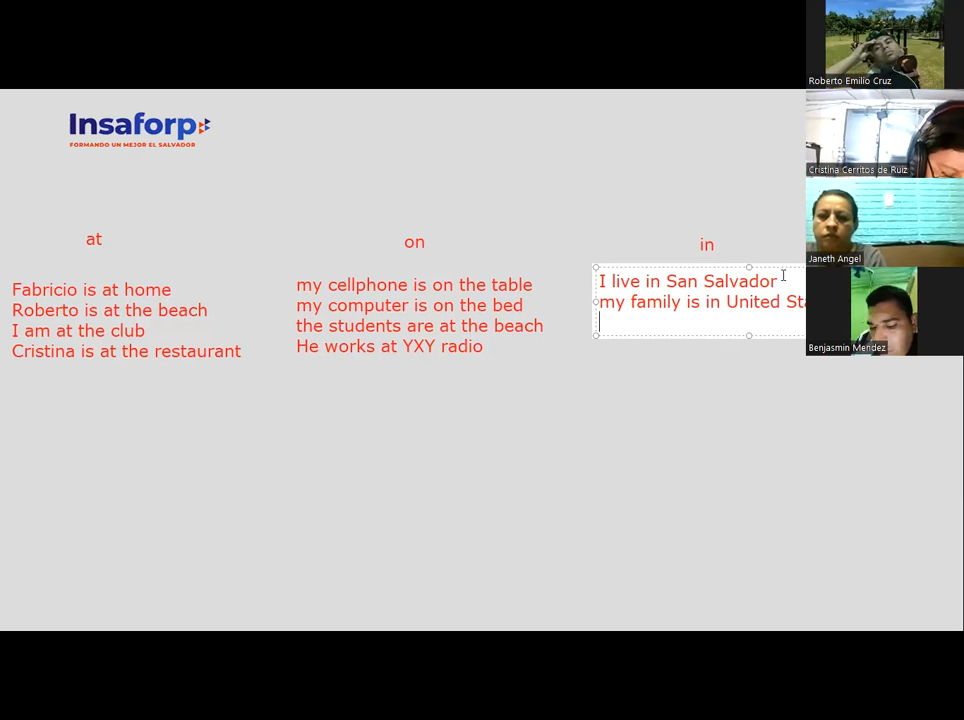 Insaforp
FORMANDO UN MEJOR EL SALVADOR
at
Fabricio is at home
Roberto is at the beach
I am at the club
Cristina is at the restaurant
on
my cellphone is on the table
my computer is on the bed
the students are at the beach
He works at YXY radio
in
I live in San Salvador
my family is in United
Roberto Emilio Cruz
Cristina Cerritos de Ruiz
Janeth Angel
Benjasmin Mendez